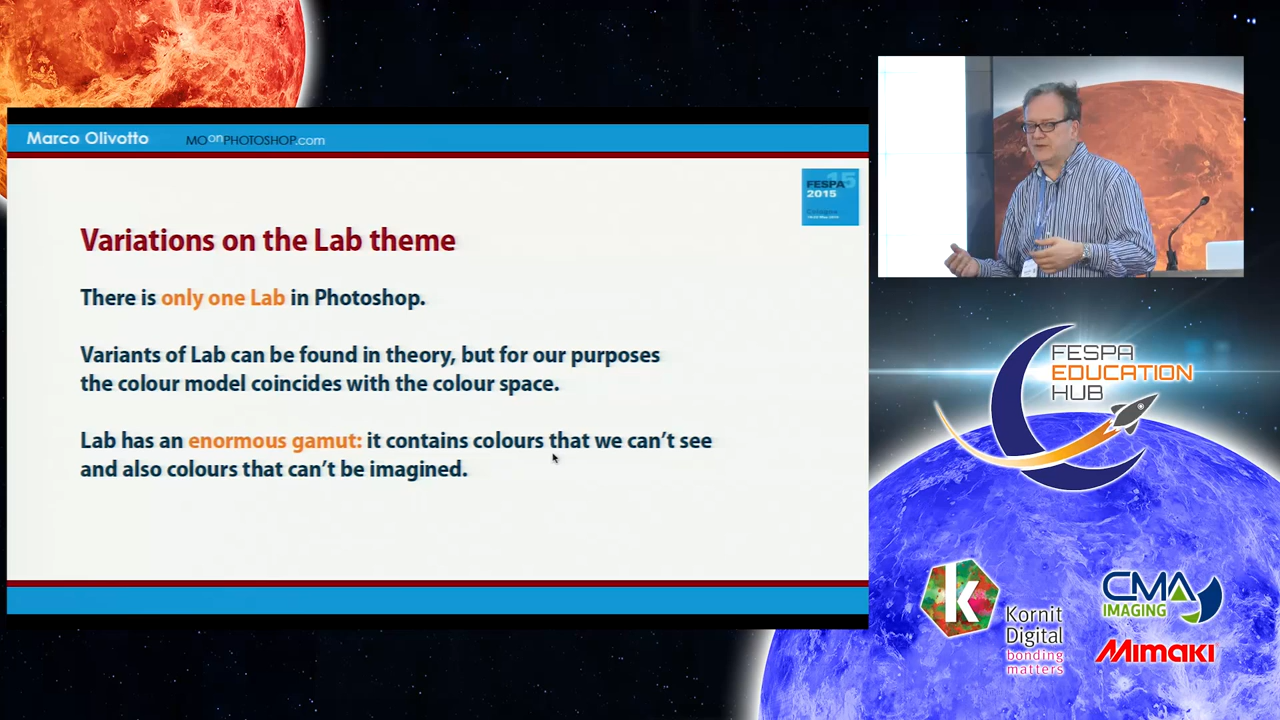 Marco Olivotto
MOonPHOTOSHOP.com
FESPA 15
2015
Cologne
Variations on the Lab theme
There is only one Lab in Photoshop.
Variants of Lab can be found in theory, but for our purposes
the colour model coincides with the colour space.
Lab has an enormous gamut: it contains colours that we can’t see
and also colours that can’t be imagined.
FESPA
EDUCATION
HUB
k
Kornit
Digital
bonding
matters
CMA
IMAGING
Mimaki